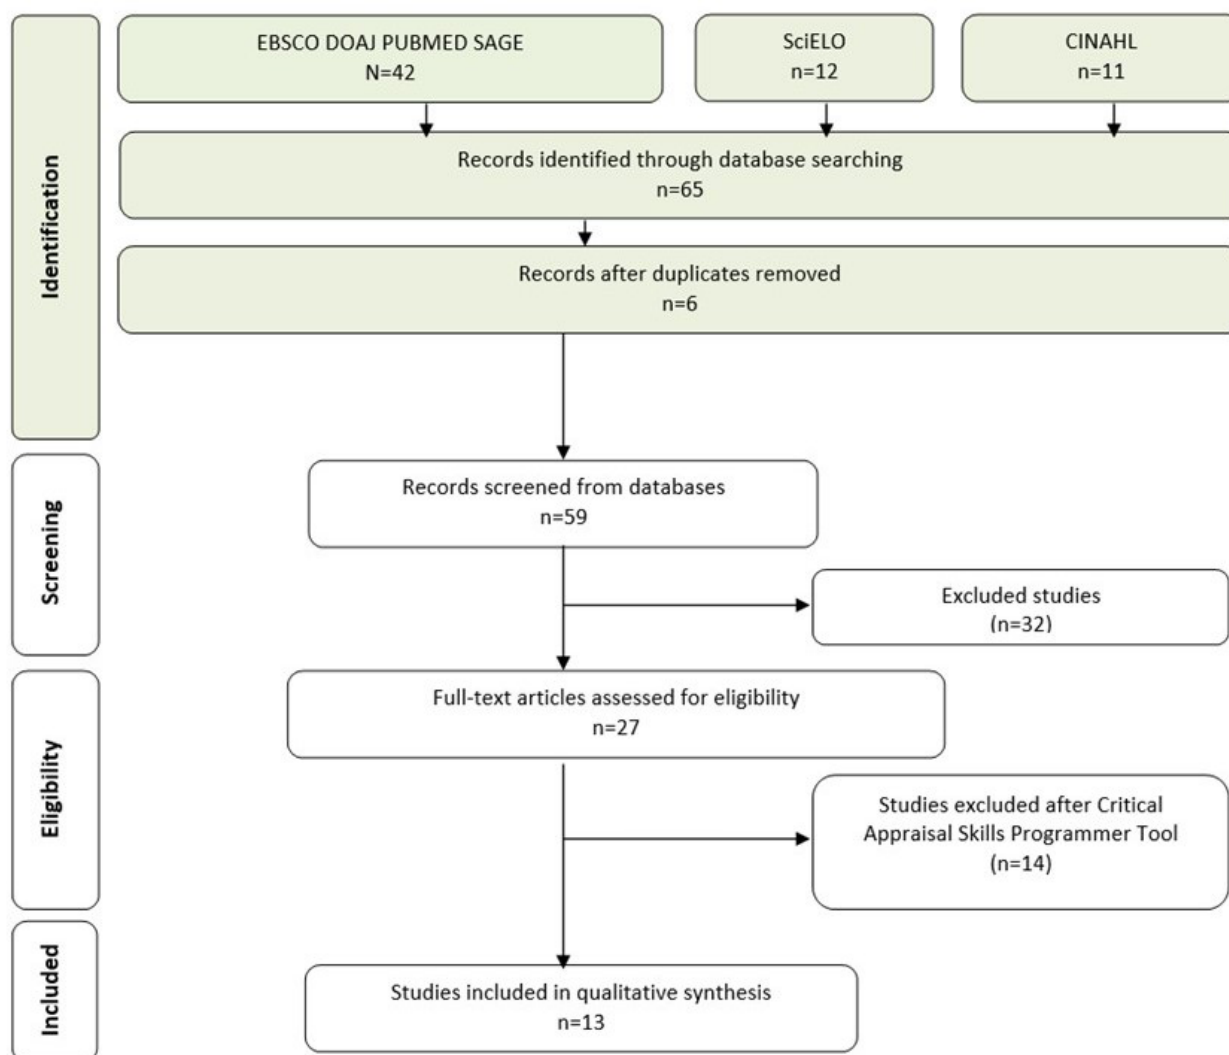 Identification
EBSCO DOAJ PUBMED SAGE
N=42
SciELO
n=12
CINAHL
n=11
Records identified through database searching
n=65
Records after duplicates removed
n=6
Screening
Records screened from databases
n=59
Excluded studies
(n=32)
Eligibility
Full-text articles assessed for eligibility
n=27
Studies excluded after Critical
Appraisal Skills Programmer Tool
(n=14)
Included
Studies included in qualitative synthesis
n=13